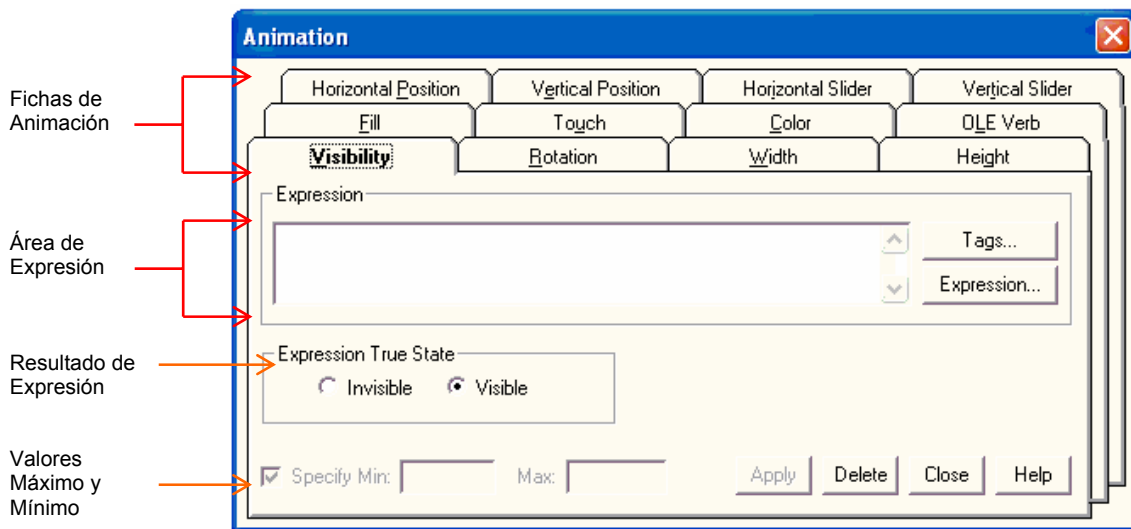 Animation
Horizontal Position Vertical Position Horizontal Slider Vertical Slider
Fill Touch Color OLE Verb
Visibility Rotation Width Height
Fichas de
Animación
Expression
Tags...
Expression...
Área de
Expresión
Expression True State
Invisible Visible
Resultado de
Expresión
Valores
Máximo y
Mínimo
Specify Min: Max: Apply Delete Close Help